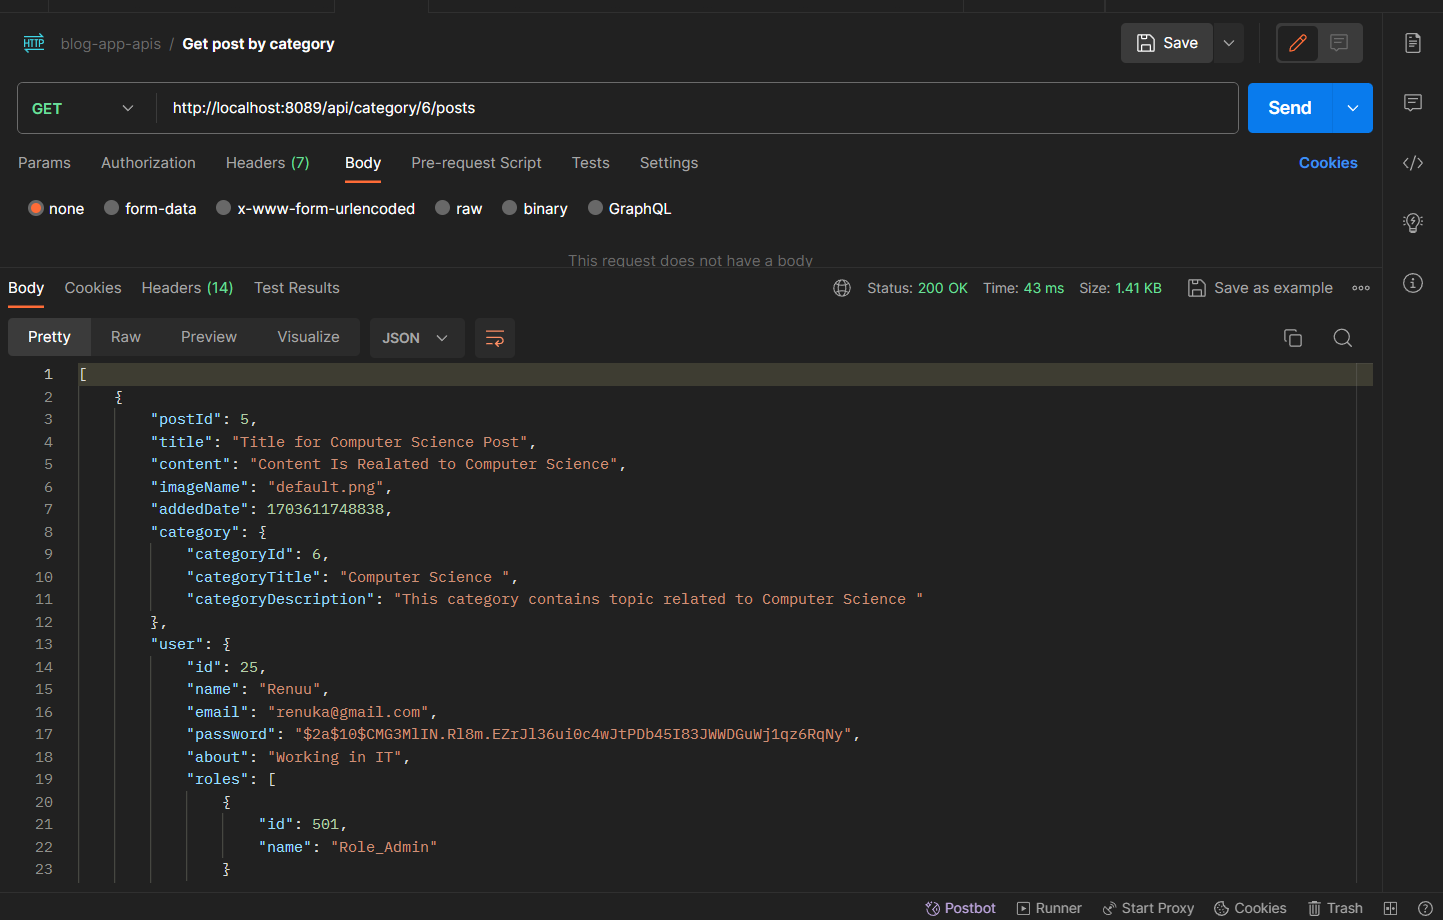 HTTP blog-app-apis / Get post by category Save
GET http://localhost:8089/api/category/6/posts Send
Params Authorization Headers (7) Body Pre-request Script Tests Settings Cookies
none form-data x-www-form-urlencoded raw binary GraphQL
This request does not have a body
Body Cookies Headers (14) Test Results Status: 200 OK Time: 43 ms Size: 1.41 KB Save as example
Pretty Raw Preview Visualize JSON
1 [
2 {
3 "postId": 5,
4 "title": "Title for Computer Science Post",
5 "content": "Content Is Realated to Computer Science",
6 "imageName": "default.png",
7 "addedDate": 1703611748838,
8 "category": {
9 "categoryId": 6,
10 "categoryTitle": "Computer Science ",
11 "categoryDescription": "This category contains topic related to Computer Science "
12 },
13 "user": {
14 "id": 25,
15 "name": "Renuu",
16 "email": "renuka@gmail.com",
17 "password": "$2a$10$CMG3MlIN.Rl8m.EZrJl36ui0c4wJtPDb45I83JWWDGuWj1qz6RqNy",
18 "about": "Working in IT",
19 "roles": [
20 {
21 "id": 501,
22 "name": "Role_Admin"
23 }
Postbot Runner Start Proxy Cookies Trash